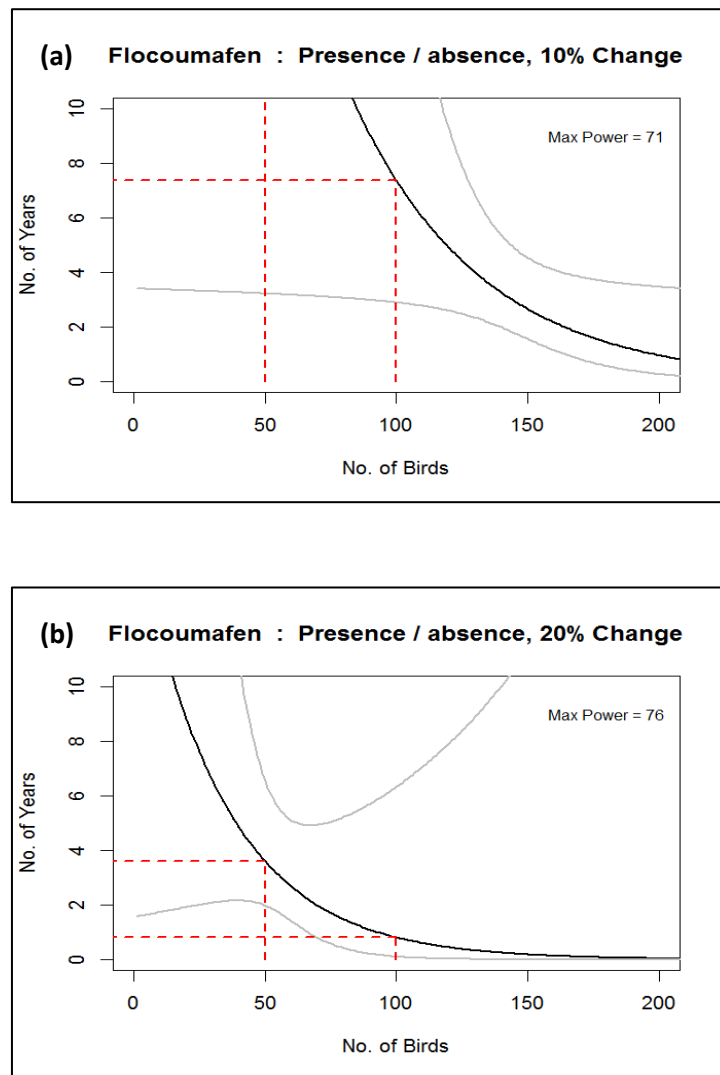 (a) Flocoumafen : Presence / absence, 10% Change
Max Power = 71
No. of Years
10
8
6
4
2
0
0 50 100 150 200
No. of Birds
(b) Flocoumafen : Presence / absence, 20% Change
Max Power = 76
No. of Years
10
8
6
4
2
0
0 50 100 150 200
No. of Birds